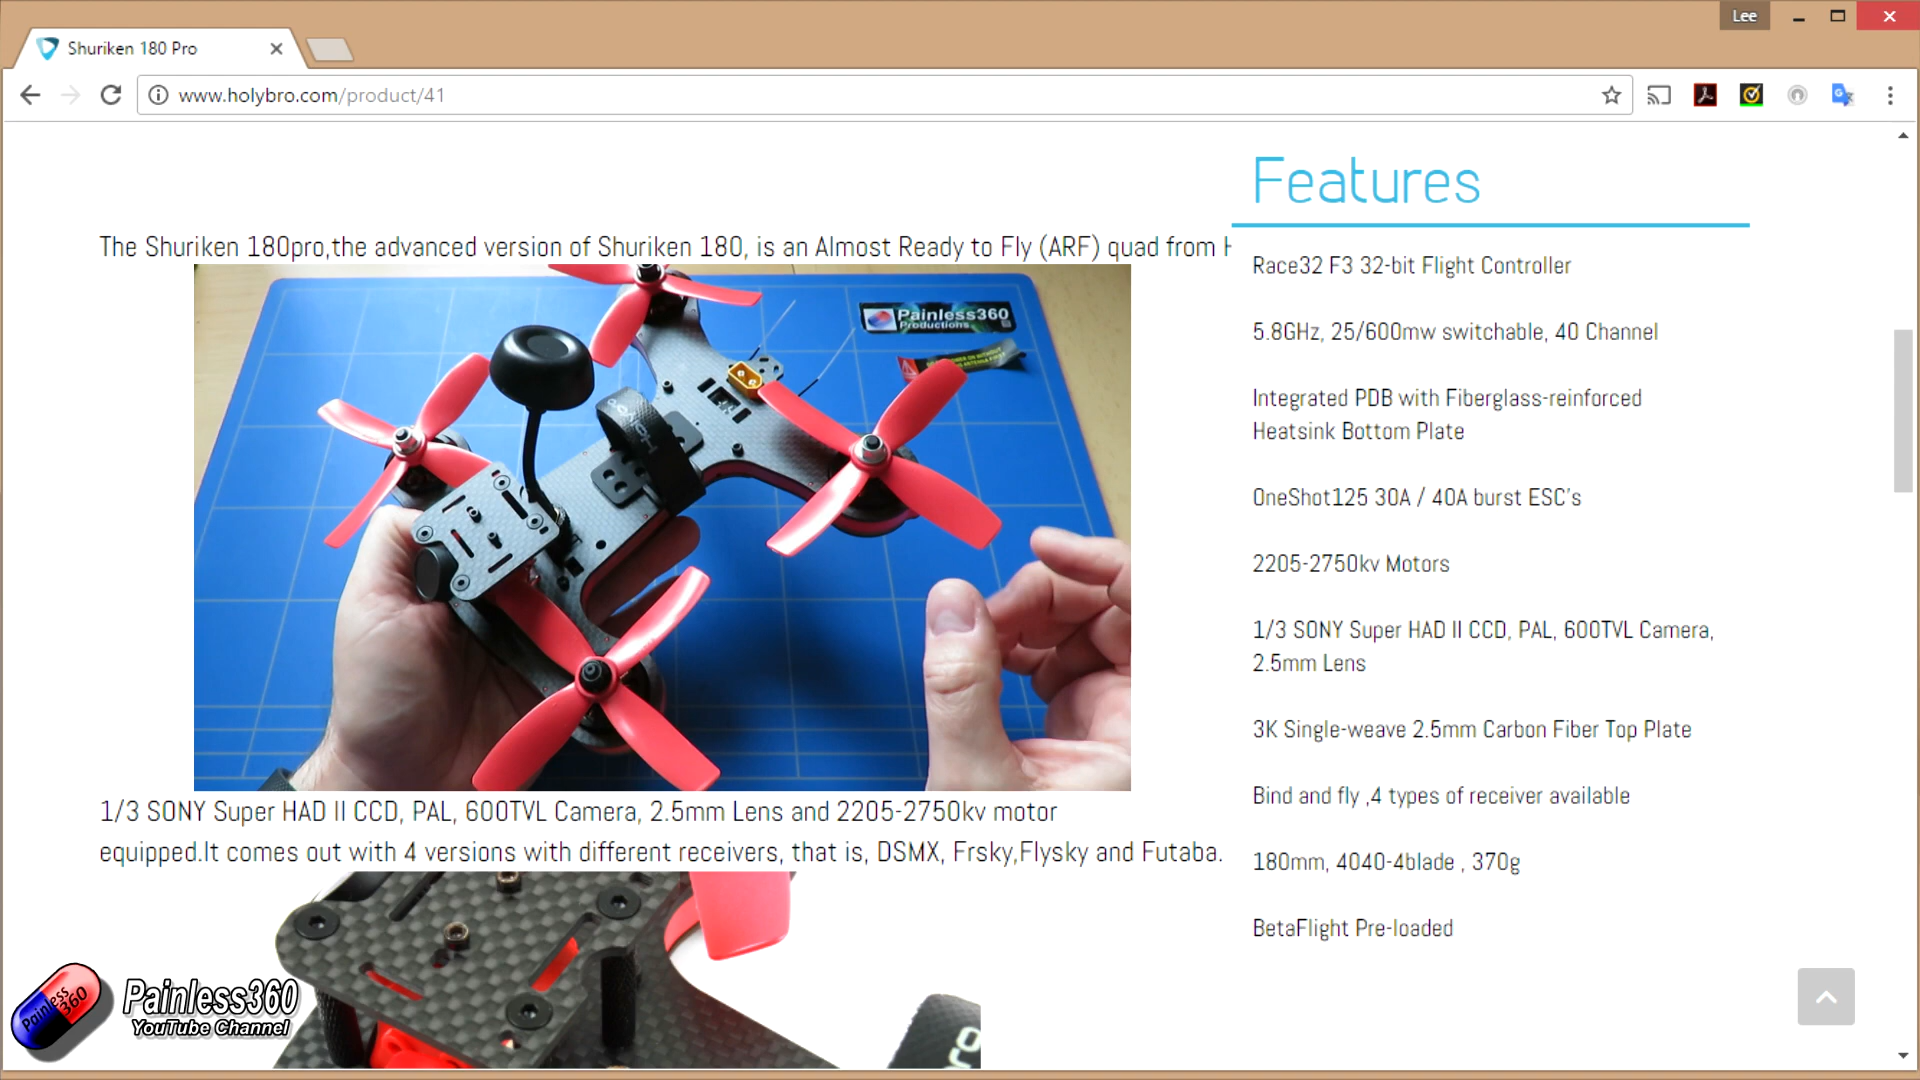 Lee
Shuriken 180 Pro
www.holybro.com/product/41
Features
The Shuriken 180pro,the advanced version of Shuriken 180, is an Almost Ready to Fly (ARF) quad from
Painless360
Productions
Race32 F3 32-bit Flight Controller
5.8GHz, 25/600mw switchable, 40 Channel
Integrated PDB with Fiberglass-reinforced
Heatsink Bottom Plate
OneShot125 30A / 40A burst ESC's
2205-2750kv Motors
1/3 SONY Super HAD II CCD, PAL, 600TVL Camera,
2.5mm Lens
3K Single-weave 2.5mm Carbon Fiber Top Plate
Bind and fly ,4 types of receiver available
180mm, 4040-4blade , 370g
BetaFlight Pre-loaded
1/3 SONY Super HAD II CCD, PAL, 600TVL Camera, 2.5mm Lens and 2205-2750kv motor
equipped.It comes out with 4 versions with different receivers, that is, DSMX, Frsky,Flysky and Futaba.
Painless
360
Painless360
YouTube Channel